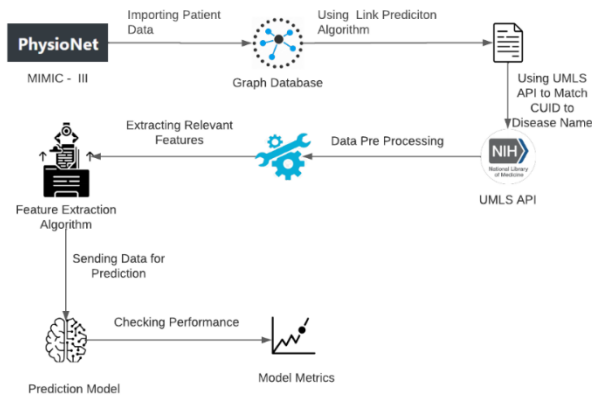 Importing Patient
Data
Using Link Prediciton
Algorithm
PhysioNet
MIMIC - III
Graph Database
Using UMLS
API to Match
CUID to
Disease Name
Extracting Relevant
Features
Data Pre Processing
NIH
National Library
of Medicine
UMLS API
Feature Extraction
Algorithm
Sending Data for
Prediction
Checking Performance
Prediction Model
Model Metrics